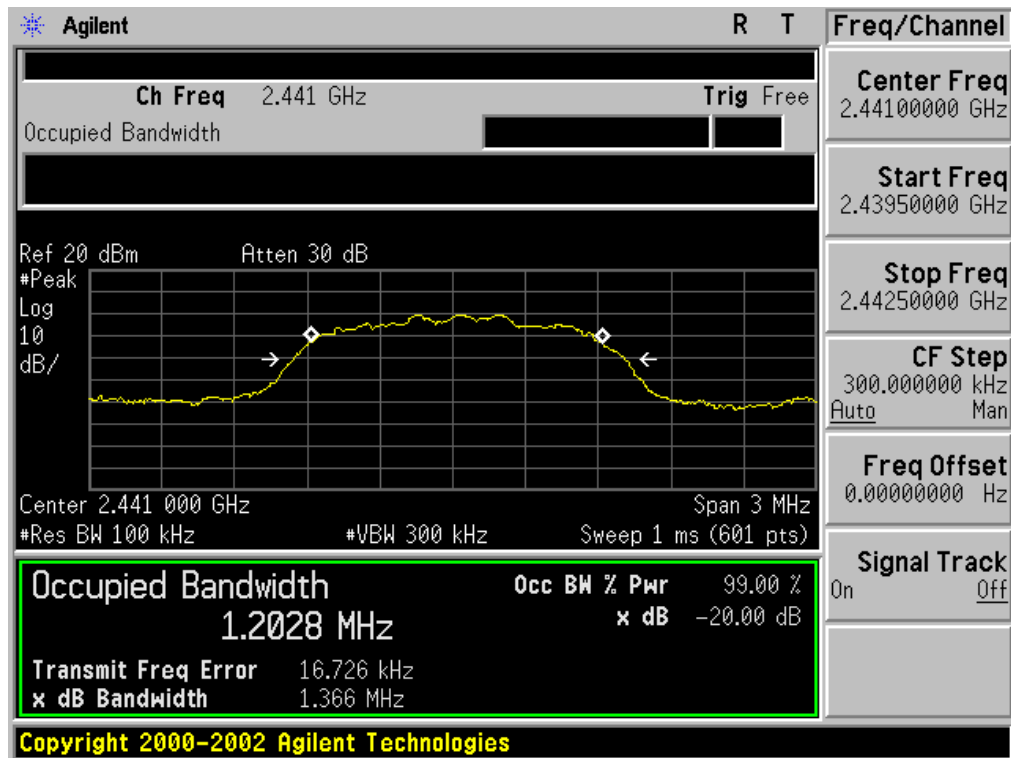 Agilent R T
Ch Freq 2.441 GHz Trig Free
Occupied Bandwidth
Ref 20 dBm Atten 30 dB
#Peak
Log
10
dB/
Center 2.441 000 GHz Span 3 MHz
#Res BW 100 kHz #VBW 300 kHz Sweep 1 ms (601 pts)
Occupied Bandwidth
1.2028 MHz
Occ BW % Pwr 99.00 %
x dB -20.00 dB
Transmit Freq Error 16.726 kHz
x dB Bandwidth 1.366 MHz
Copyright 2000-2002 Agilent Technologies
Freq/Channel
Center Freq
2.44100000 GHz
Start Freq
2.43950000 GHz
Stop Freq
2.44250000 GHz
CF Step
300.000000 kHz
Auto Man
Freq Offset
0.00000000 Hz
Signal Track
On Off